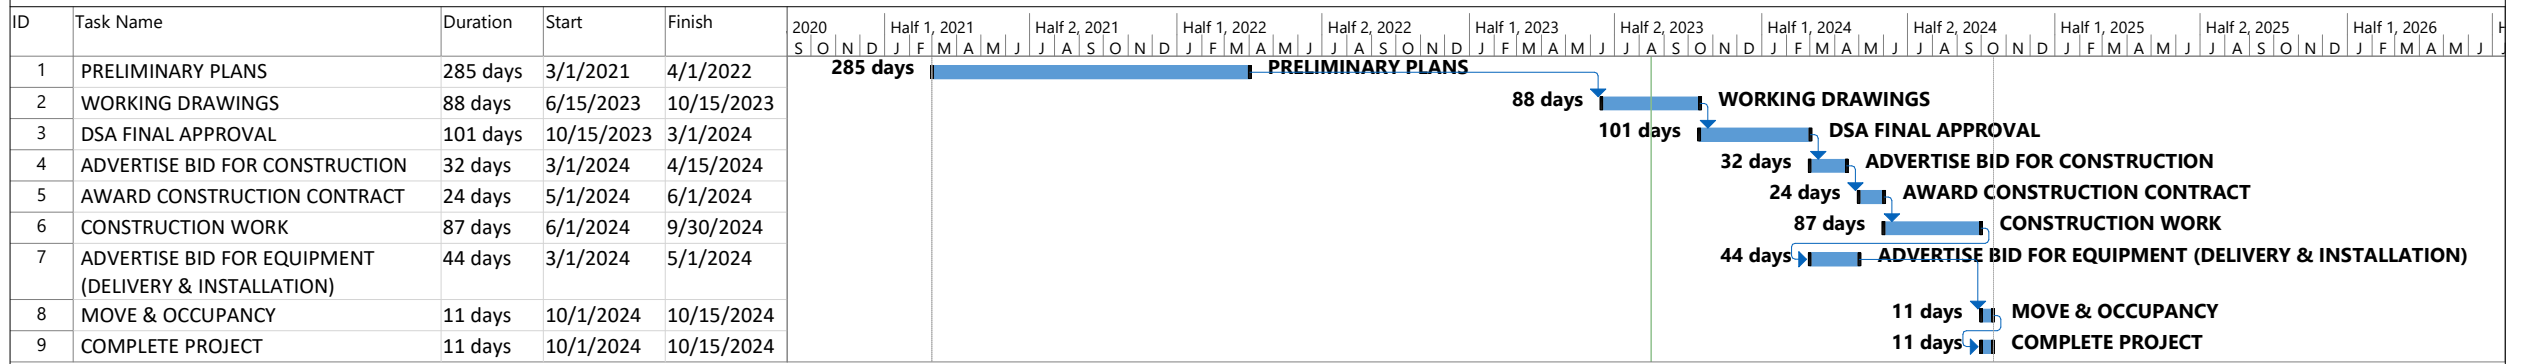 ID Task Name Duration Start Finish 2020 Half 1, 2021 Half 2, 2021 Half 1, 2022 Half 2, 2022 Half 1, 2023 Half 2, 2023 Half 1, 2024 Half 2, 2024 Half 1, 2025 Half 2, 2025 Half 1, 2026 H
S O N D J F M A M J J A S O N D J F M A M J J A S O N D J F M A M J J A S O N D J F M A M J J A S O N D J F M A M J J A S O N D J F M A M J J
1 PRELIMINARY PLANS 285 days 3/1/2021 4/1/2022 285 days PRELIMINARY PLANS
2 WORKING DRAWINGS 88 days 6/15/2023 10/15/2023 88 days WORKING DRAWINGS
3 DSA FINAL APPROVAL 101 days 10/15/2023 3/1/2024 101 days DSA FINAL APPROVAL
4 ADVERTISE BID FOR CONSTRUCTION 32 days 3/1/2024 4/15/2024 32 days ADVERTISE BID FOR CONSTRUCTION
5 AWARD CONSTRUCTION CONTRACT 24 days 5/1/2024 6/1/2024 24 days AWARD CONSTRUCTION CONTRACT
6 CONSTRUCTION WORK 87 days 6/1/2024 9/30/2024 87 days CONSTRUCTION WORK
7 ADVERTISE BID FOR EQUIPMENT 44 days 3/1/2024 5/1/2024 44 days ADVERTISE BID FOR EQUIPMENT (DELIVERY & INSTALLATION)
(DELIVERY & INSTALLATION)
8 MOVE & OCCUPANCY 11 days 10/1/2024 10/15/2024 11 days MOVE & OCCUPANCY
9 COMPLETE PROJECT 11 days 10/1/2024 10/15/2024 11 days COMPLETE PROJECT